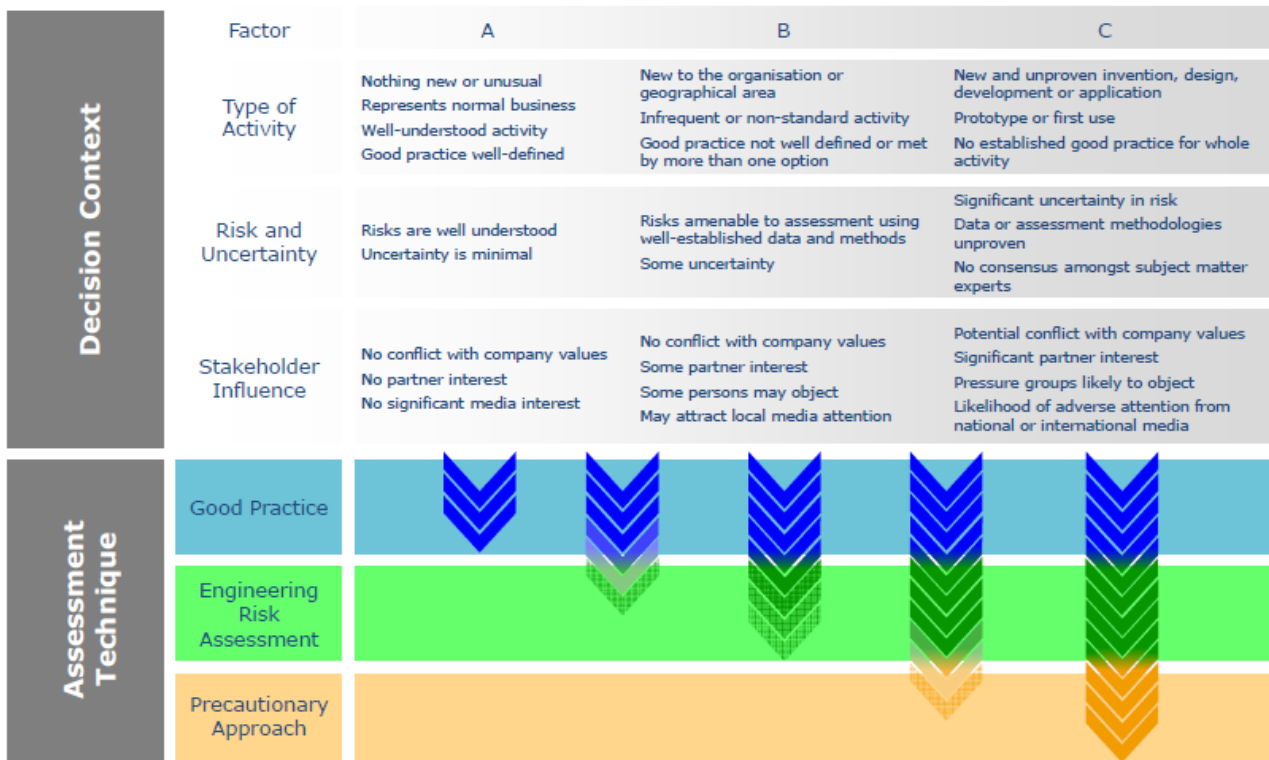 Decision Context
Factor
A
B
C
Type of
Activity
Nothing new or unusual
Represents normal business
Well-understood activity
Good practice well-defined
New to the organisation or
geographical area
Infrequent or non-standard activity
Good practice not well defined or met
by more than one option
New and unproven invention, design,
development or application
Prototype or first use
No established good practice for whole
activity
Risk and
Uncertainty
Risks are well understood
Uncertainty is minimal
Risks amenable to assessment using
well-established data and methods
Some uncertainty
Significant uncertainty in risk
Data or assessment methodologies
unproven
No consensus amongst subject matter
experts
Stakeholder
Influence
No conflict with company values
No partner interest
No significant media interest
No conflict with company values
Some partner interest
Some persons may object
May attract local media attention
Potential conflict with company values
Significant partner interest
Pressure groups likely to object
Likelihood of adverse attention from
national or international media
Assessment
Technique
Good Practice
Engineering
Risk
Assessment
Precautionary
Approach